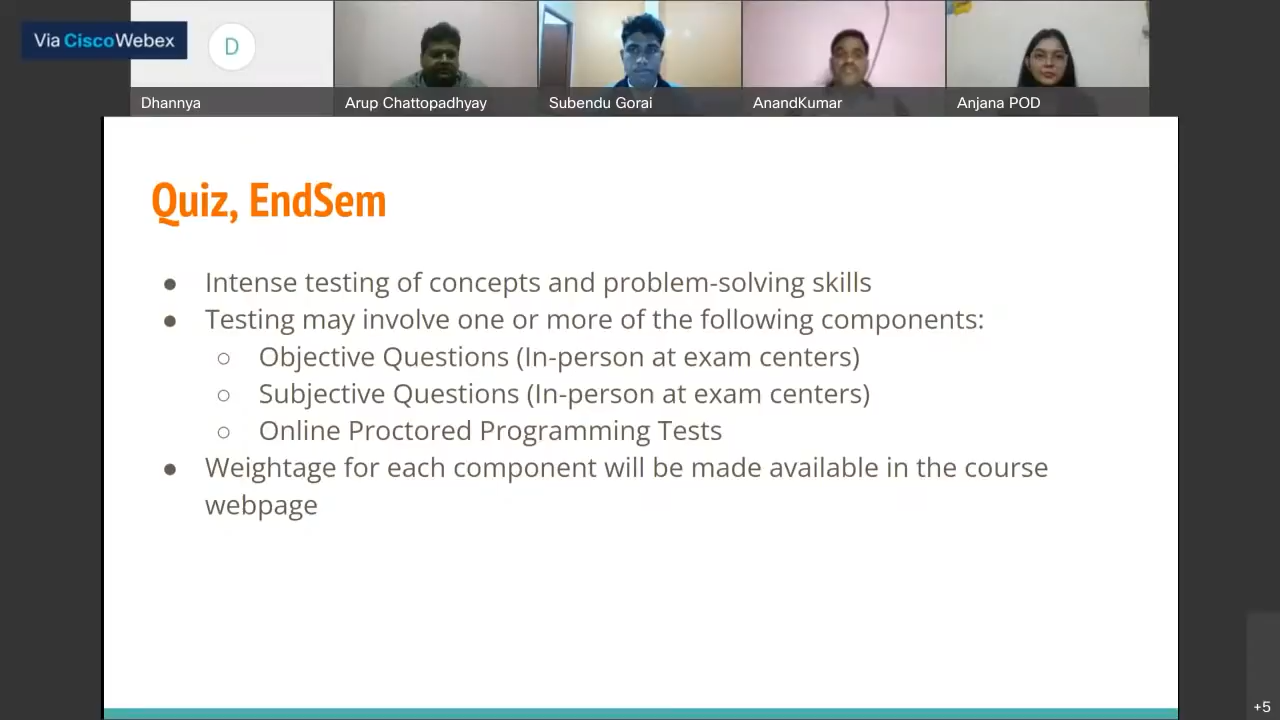 Via Cisco Webex
D
Dhannya
Arup Chattopadhyay
Subendu Gorai
AnandKumar
Anjana POD
Quiz, EndSem
● Intense testing of concepts and problem-solving skills
● Testing may involve one or more of the following components:
○ Objective Questions (In-person at exam centers)
○ Subjective Questions (In-person at exam centers)
○ Online Proctored Programming Tests
● Weightage for each component will be made available in the course
webpage
+5